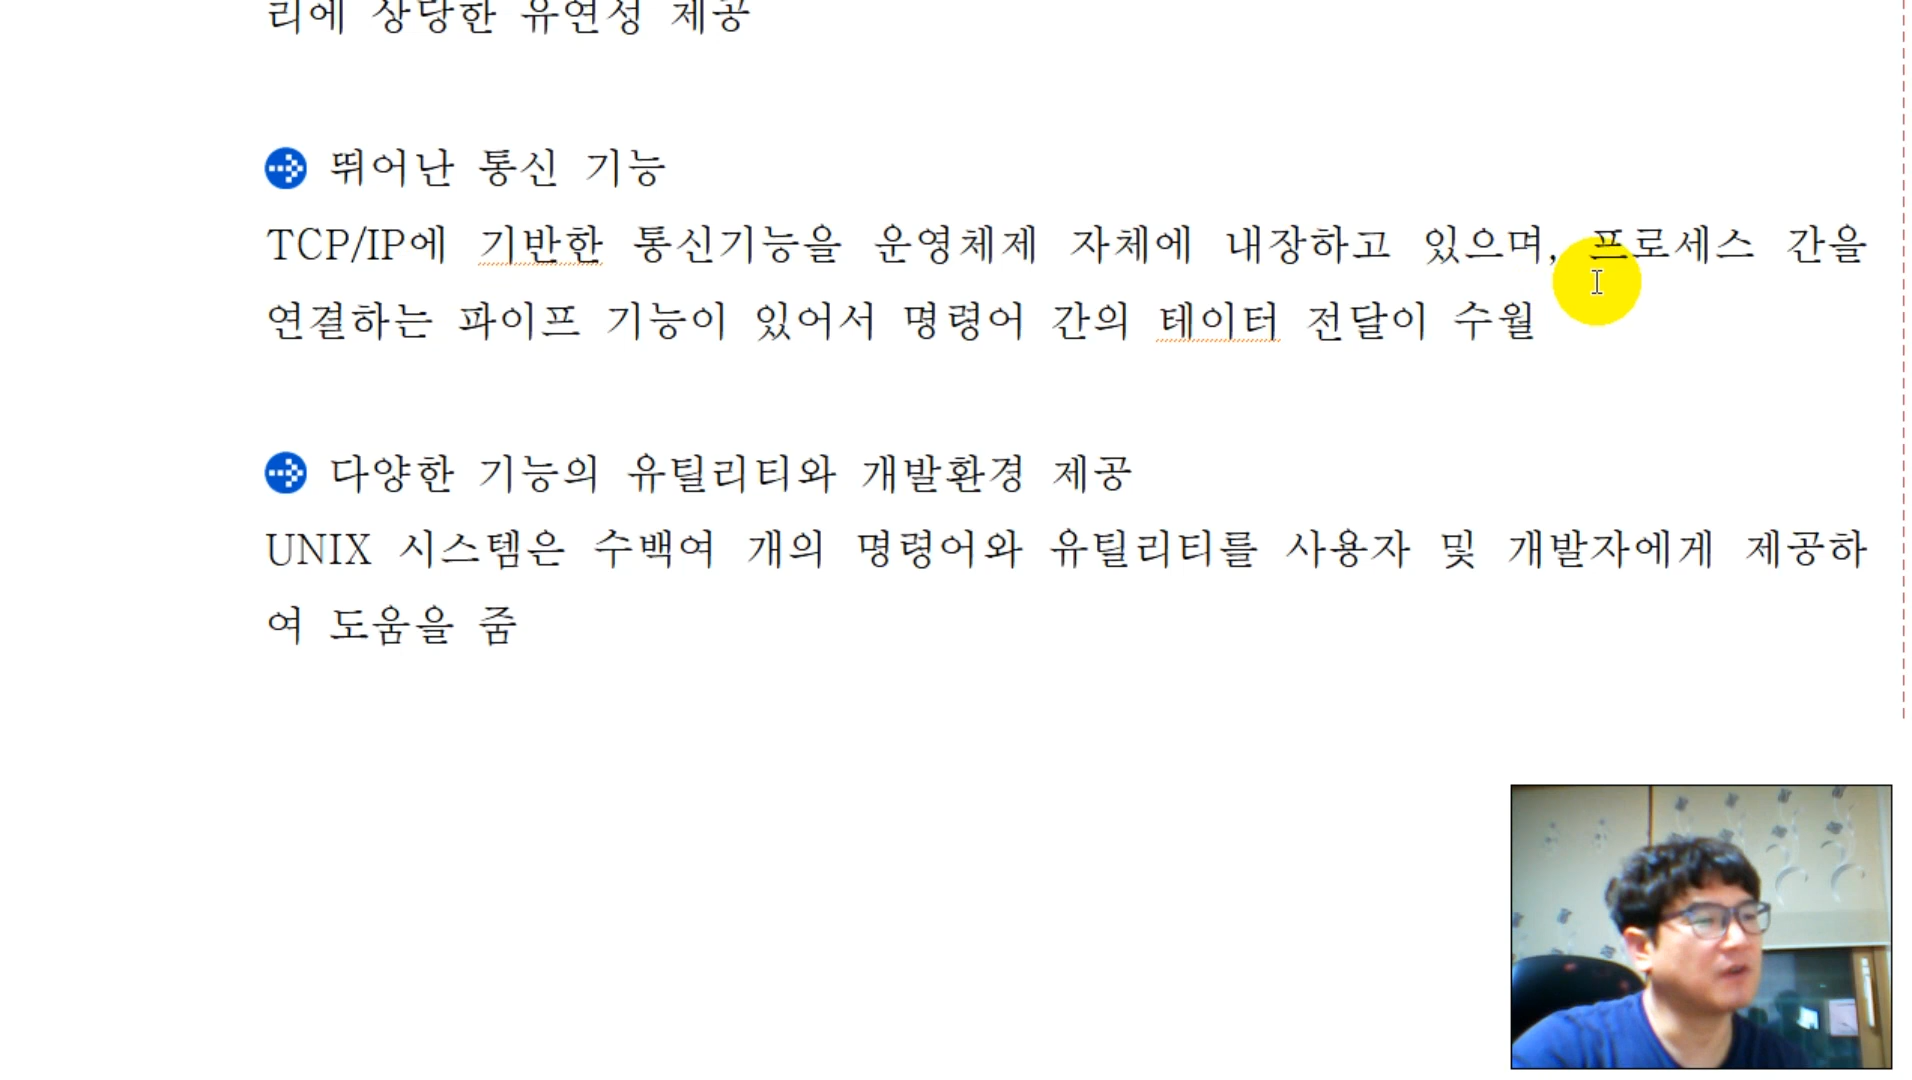 리에 상당한 유연성 제공
뛰어난 통신 기능
TCP/IP에 기반한 통신기능을 운영체제 자체에 내장하고 있으며, 프로세스 간을
연결하는 파이프 기능이 있어서 명령어 간의 테이터 전달이 수월
다양한 기능의 유틸리티와 개발환경 제공
UNIX 시스템은 수백여 개의 명령어와 유틸리티를 사용자 및 개발자에게 제공하
여 도움을 줌